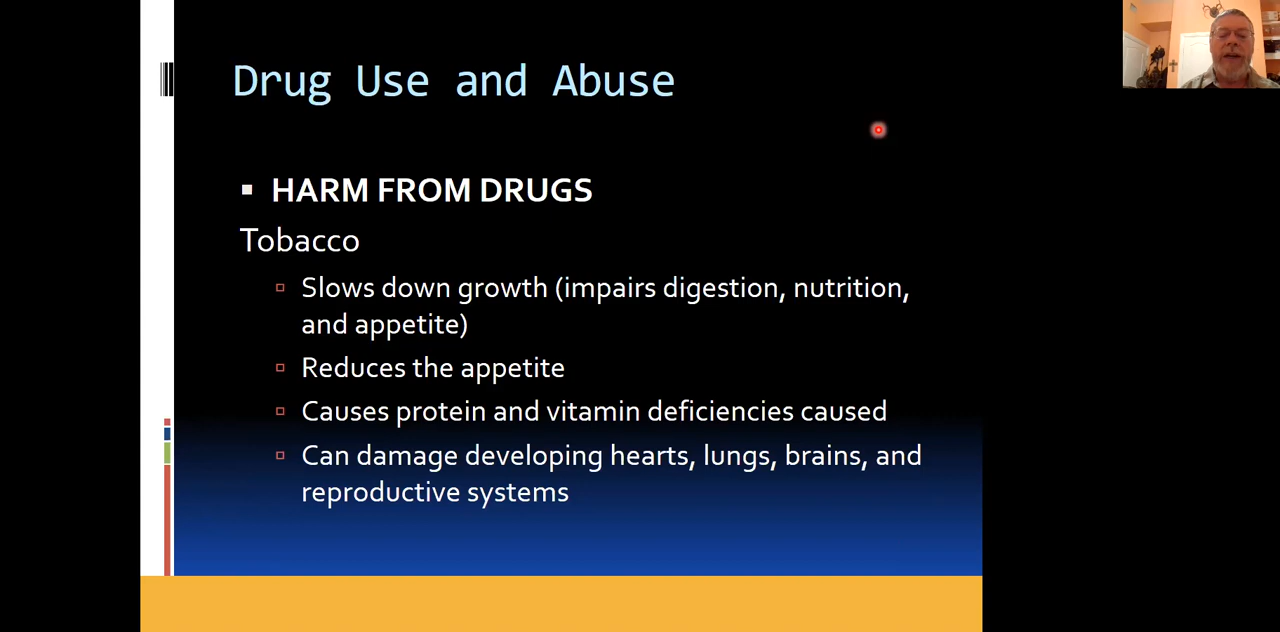 Drug Use and Abuse
HARM FROM DRUGS
Tobacco
Slows down growth (impairs digestion, nutrition,
and appetite)
Reduces the appetite
Causes protein and vitamin deficiencies caused
Can damage developing hearts, lungs, brains, and
reproductive systems